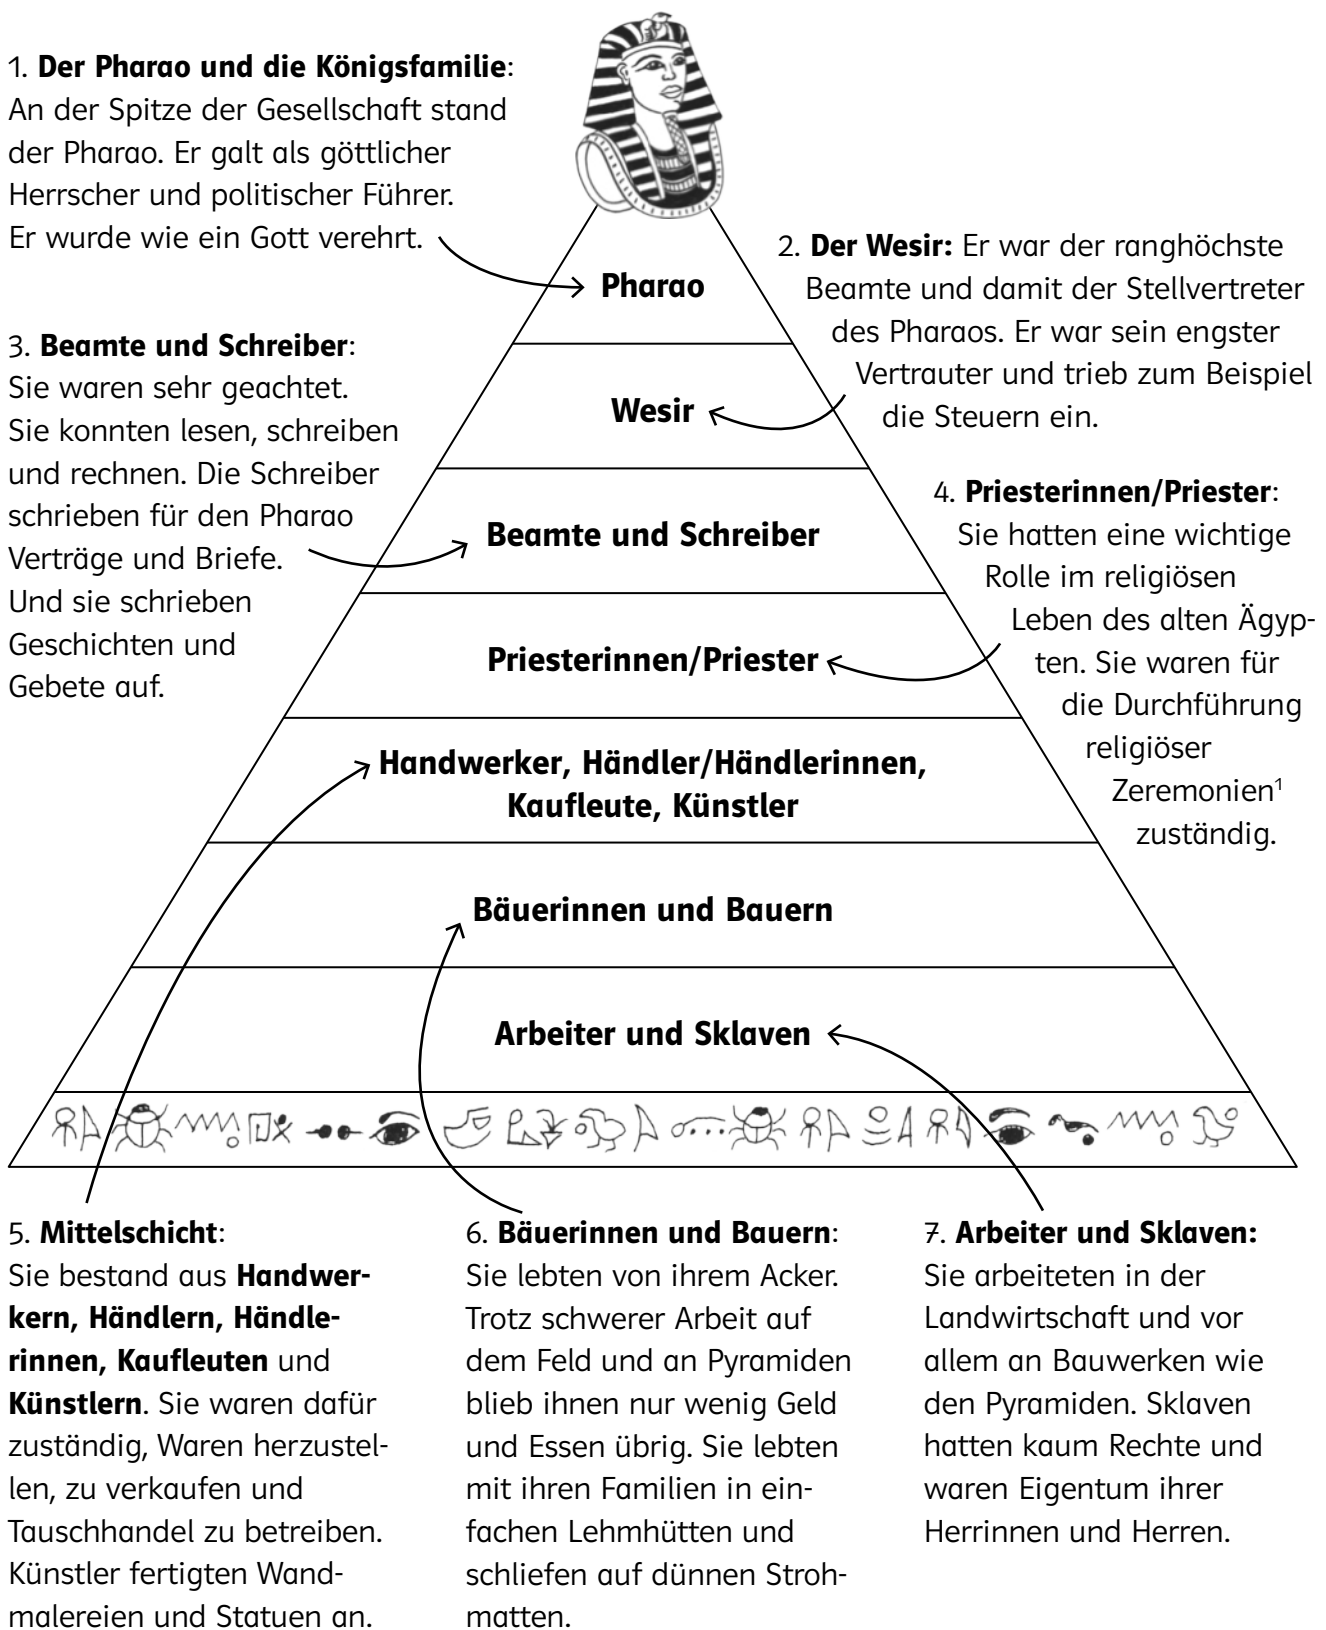 1. Der Pharao und die Königsfamilie:
An der Spitze der Gesellschaft stand
der Pharao. Er galt als göttlicher
Herrscher und politischer Führer.
Er wurde wie ein Gott verehrt.
2. Der Wesir: Er war der ranghöchste
Beamte und damit der Stellvertreter
des Pharaos. Er war sein engster
Vertrauter und trieb zum Beispiel
die Steuern ein.
3. Beamte und Schreiber:
Sie waren sehr geachtet.
Sie konnten lesen, schreiben
und rechnen. Die Schreiber
schrieben für den Pharao
Verträge und Briefe.
Und sie schrieben
Geschichten und
Gebete auf.
4. Priesterinnen/Priester:
Sie hatten eine wichtige
Rolle im religiösen
Leben des alten Ägyp-
ten. Sie waren für
die Durchführung
religiöser
Zeremonien¹
zuständig.
Pharao
Wesir
Beamte und Schreiber
Priesterinnen/Priester
Handwerker, Händler/Händlerinnen,
Kaufleute, Künstler
Bäuerinnen und Bauern
Arbeiter und Sklaven
5. Mittelschicht:
Sie bestand aus Handwer-
kern, Händlern, Händle-
rinnen, Kaufleuten und
Künstlern. Sie waren dafür
zuständig, Waren herzustel-
len, zu verkaufen und
Tauschhandel zu betreiben.
Künstler fertigten Wand-
malereien und Statuen an.
6. Bäuerinnen und Bauern:
Sie lebten von ihrem Acker.
Trotz schwerer Arbeit auf
dem Feld und an Pyramiden
blieb ihnen nur wenig Geld
und Essen übrig. Sie lebten
mit ihren Familien in ein-
fachen Lehmhütten und
schliefen auf dünnen Stroh-
matten.
7. Arbeiter und Sklaven:
Sie arbeiteten in der
Landwirtschaft und vor
allem an Bauwerken wie
den Pyramiden. Sklaven
hatten kaum Rechte und
waren Eigentum ihrer
Herrinnen und Herren.